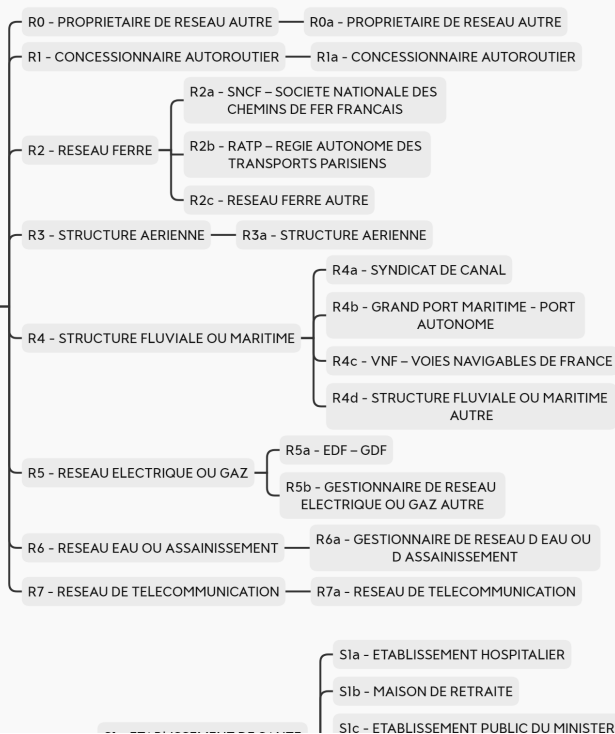 R0 - PROPRIETAIRE DE RESEAU AUTRE
R0a - PROPRIETAIRE DE RESEAU AUTRE
R1 - CONCESSIONNAIRE AUTOROUTIER
R1a - CONCESSIONNAIRE AUTOROUTIER
R2 - RESEAU FERRE
R2a - SNCF – SOCIETE NATIONALE DES
CHEMINS DE FER FRANCAIS
R2b - RATP – REGIE AUTONOME DES
TRANSPORTS PARISIENS
R2c - RESEAU FERRE AUTRE
R3 - STRUCTURE AERIENNE
R3a - STRUCTURE AERIENNE
R4 - STRUCTURE FLUVIALE OU MARITIME
R4a - SYNDICAT DE CANAL
R4b - GRAND PORT MARITIME - PORT
AUTONOME
R4c - VNF – VOIES NAVIGABLES DE FRANCE
R4d - STRUCTURE FLUVIALE OU MARITIME
AUTRE
R5 - RESEAU ELECTRIQUE OU GAZ
R5a - EDF – GDF
R5b - GESTIONNAIRE DE RESEAU
ELECTRIQUE OU GAZ AUTRE
R6 - RESEAU EAU OU ASSAINISSEMENT
R6a - GESTIONNAIRE DE RESEAU D EAU OU
D ASSAINISSEMENT
R7 - RESEAU DE TELECOMMUNICATION
R7a - RESEAU DE TELECOMMUNICATION
S1a - ETABLISSEMENT HOSPITALIER
S1b - MAISON DE RETRAITE
S1c - ETABLISSEMENT PUBLIC DU MINISTER